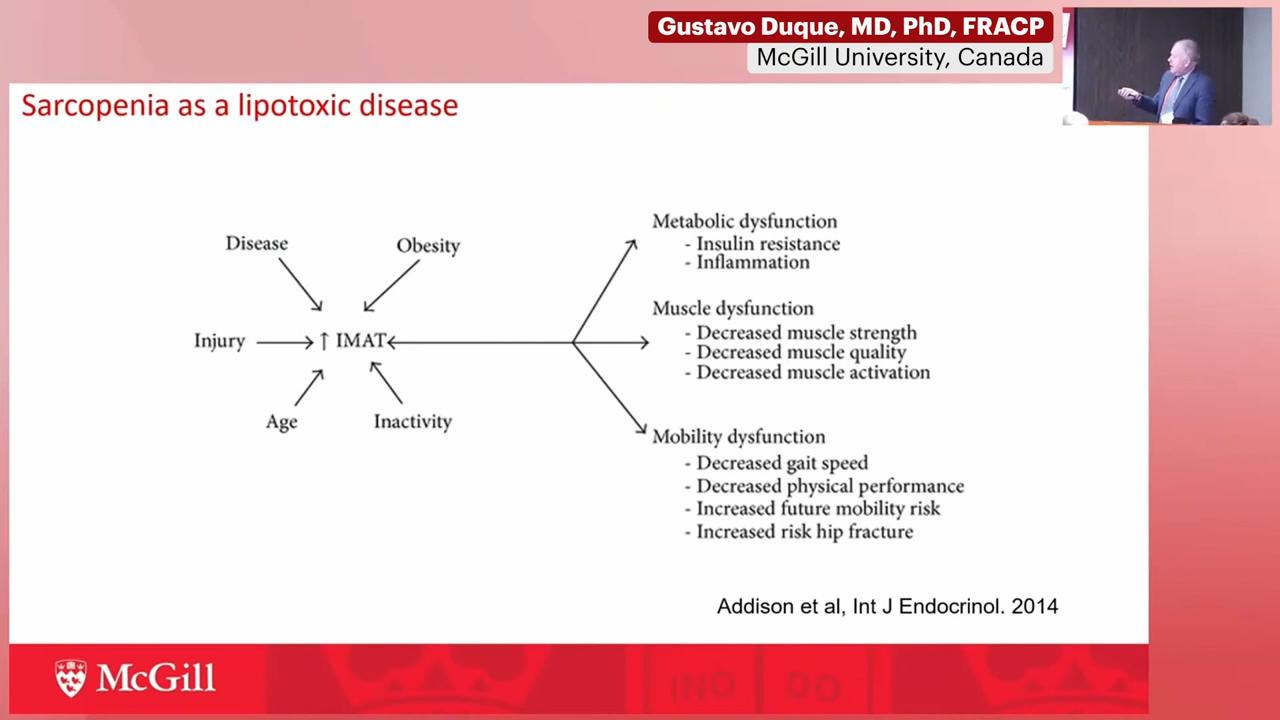 Gustavo Duque, MD, PhD, FRACP
McGill University, Canada
Sarcopenia as a lipotoxic disease
Disease
Obesity
Injury
↑ IMAT
Age
Inactivity
Metabolic dysfunction
- Insulin resistance
- Inflammation
Muscle dysfunction
- Decreased muscle strength
- Decreased muscle quality
- Decreased muscle activation
Mobility dysfunction
- Decreased gait speed
- Decreased physical performance
- Increased future mobility risk
- Increased risk hip fracture
Addison et al, Int J Endocrinol. 2014
McGill
INO DO